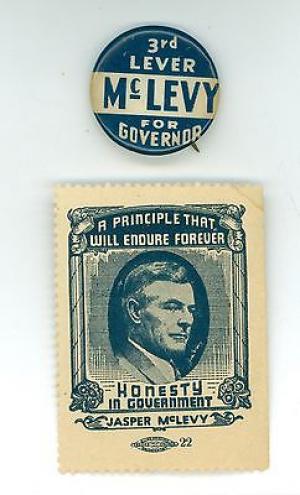 3rd
LEVER
McLEVY
FOR
GOVERNOR
A PRINCIPLE THAT
WILL ENDURE FOREVER
HONESTY
IN GOVERNMENT
JASPER McLEVY
22